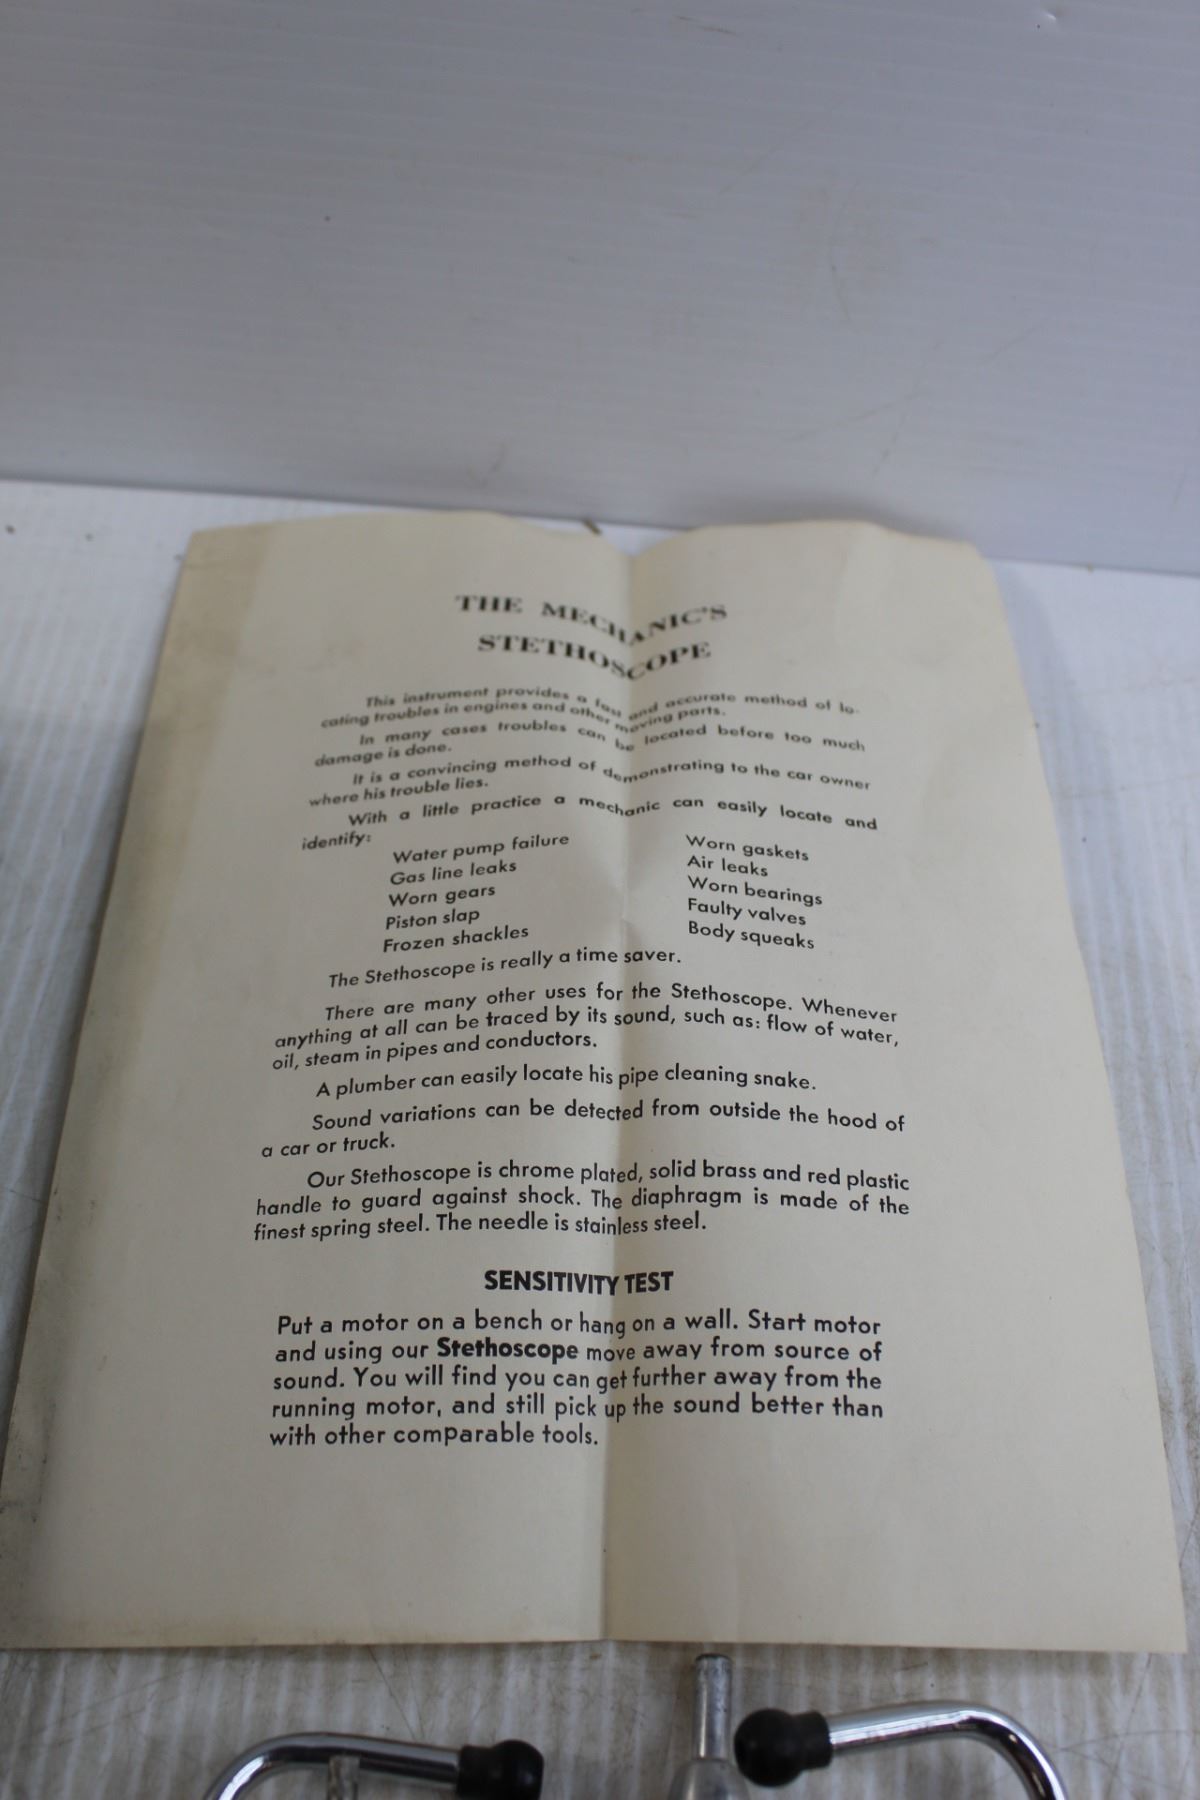 THE MECHANIC'S
STETHOSCOPE
This instrument provides a fast and accurate method of lo-
cating troubles in engines and other moving parts.
In many cases troubles can be located before too much
damage is done.
It is a convincing method of demonstrating to the car owner
where his trouble lies.
With a little practice a mechanic can easily locate and
identify:
Water pump failure
Gas line leaks
Worn gears
Piston slap
Frozen shackles
Worn gaskets
Air leaks
Worn bearings
Faulty valves
Body squeaks
The Stethoscope is really a time saver.
There are many other uses for the Stethoscope. Whenever
anything at all can be traced by its sound, such as: flow of water,
oil, steam in pipes and conductors.
A plumber can easily locate his pipe cleaning snake.
Sound variations can be detected from outside the hood of
a car or truck.
Our Stethoscope is chrome plated, solid brass and red plastic
handle to guard against shock. The diaphragm is made of the
finest spring steel. The needle is stainless steel.
SENSITIVITY TEST
Put a motor on a bench or hang on a wall. Start motor
and using our Stethoscope move away from source of
sound. You will find you can get further away from the
running motor, and still pick up the sound better than
with other comparable tools.